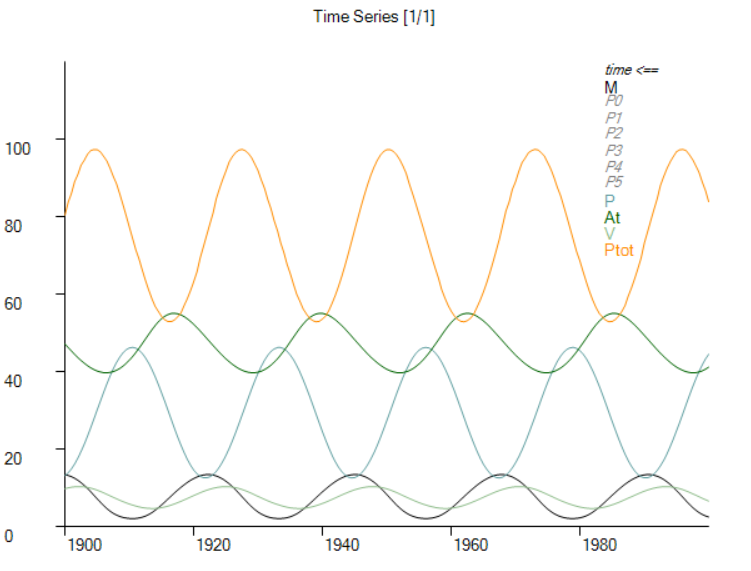 Time Series [1/1]
time <==
M
P0
P1
P2
P3
P4
P5
P
At
V
Ptot
100
80
60
40
20
0
1900
1920
1940
1960
1980